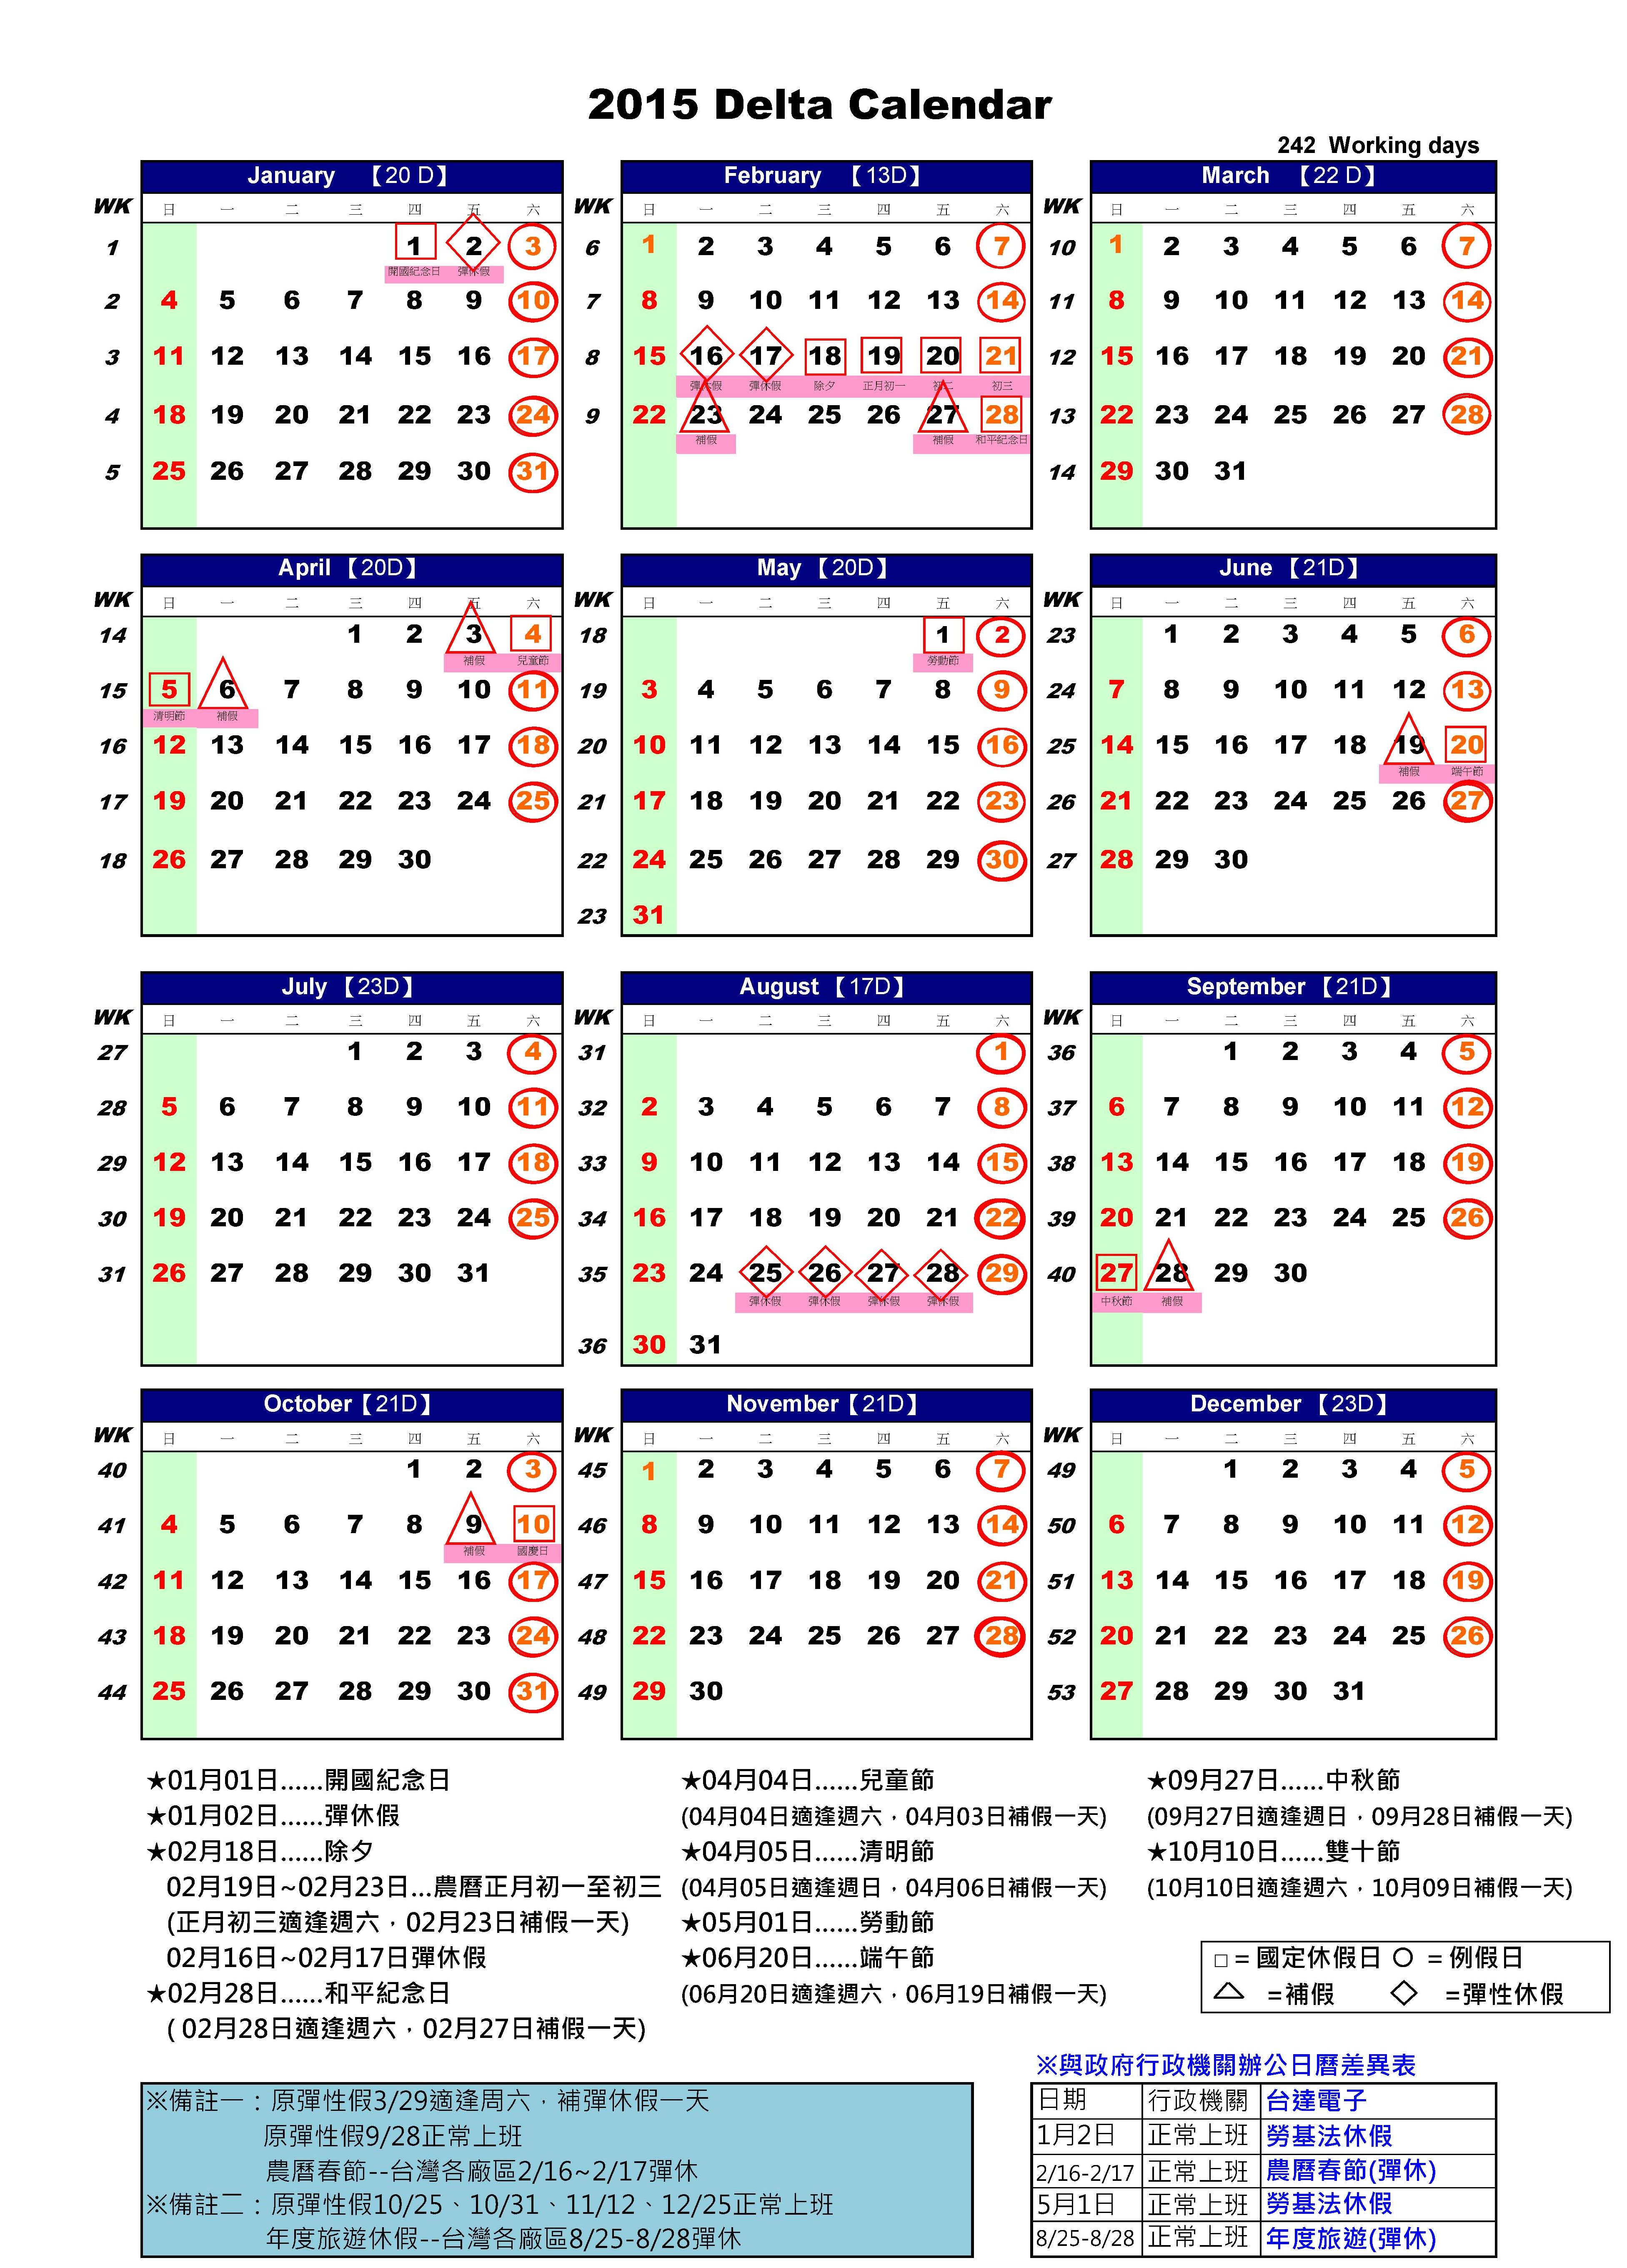 2015 Delta Calendar
242 Working days
January 【20 D】
WK 日 一 二 三 四 五 六
1 1 2 3
開國紀念日 彈休假
2 4 5 6 7 8 9 10
3 11 12 13 14 15 16 17
4 18 19 20 21 22 23 24
5 25 26 27 28 29 30 31
February 【13D】
WK 日 一 二 三 四 五 六
6 1 2 3 4 5 6 7
7 8 9 10 11 12 13 14
8 15 16 17 18 19 20 21
彈休假 彈休假 除夕 正月初一 初二 初三
9 22 23 24 25 26 27 28
補假 補假 和平紀念日
March 【22 D】
WK 日 一 二 三 四 五 六
10 1 2 3 4 5 6 7
11 8 9 10 11 12 13 14
12 15 16 17 18 19 20 21
13 22 23 24 25 26 27 28
14 29 30 31
April 【20D】
WK 日 一 二 三 四 五 六
14 1 2 3 4
補假 兒童節
15 5 6 7 8 9 10 11
清明節 補假
16 12 13 14 15 16 17 18
17 19 20 21 22 23 24 25
18 26 27 28 29 30
May 【20D】
WK 日 一 二 三 四 五 六
18 1 2
勞動節
19 3 4 5 6 7 8 9
20 10 11 12 13 14 15 16
21 17 18 19 20 21 22 23
22 24 25 26 27 28 29 30
23 31
June 【21D】
WK 日 一 二 三 四 五 六
23 1 2 3 4 5 6
24 7 8 9 10 11 12 13
25 14 15 16 17 18 19 20
補假 端午節
26 21 22 23 24 25 26 27
27 28 29 30
July 【23D】
WK 日 一 二 三 四 五 六
27 1 2 3 4
28 5 6 7 8 9 10 11
29 12 13 14 15 16 17 18
30 19 20 21 22 23 24 25
31 26 27 28 29 30 31
August 【17D】
WK 日 一 二 三 四 五 六
31 1
32 2 3 4 5 6 7 8
33 9 10 11 12 13 14 15
34 16 17 18 19 20 21 22
35 23 24 25 26 27 28 29
彈休假 彈休假 彈休假 彈休假
36 30 31
September 【21D】
WK 日 一 二 三 四 五 六
36 1 2 3 4 5
37 6 7 8 9 10 11 12
38 13 14 15 16 17 18 19
39 20 21 22 23 24 25 26
40 27 28 29 30
中秋節 補假
October【21D】
WK 日 一 二 三 四 五 六
40 1 2 3
41 4 5 6 7 8 9 10
補假 國慶日
42 11 12 13 14 15 16 17
43 18 19 20 21 22 23 24
44 25 26 27 28 29 30 31
November【21D】
WK 日 一 二 三 四 五 六
45 1 2 3 4 5 6 7
46 8 9 10 11 12 13 14
47 15 16 17 18 19 20 21
48 22 23 24 25 26 27 28
49 29 30
December 【23D】
WK 日 一 二 三 四 五 六
49 1 2 3 4 5
50 6 7 8 9 10 11 12
51 13 14 15 16 17 18 19
52 20 21 22 23 24 25 26
53 27 28 29 30 31
★01月01日......開國紀念日
★01月02日......彈休假
★02月18日......除夕
02月19日~02月23日...農曆正月初一至初三
(正月初三適逢週六，02月23日補假一天)
02月16日~02月17日彈休假
★02月28日......和平紀念日
( 02月28日適逢週六，02月27日補假一天)
★04月04日......兒童節
(04月04日適逢週六，04月03日補假一天)
★04月05日......清明節
(04月05日適逢週日，04月06日補假一天)
★05月01日......勞動節
★06月20日......端午節
(06月20日適逢週六，06月19日補假一天)
★09月27日......中秋節
(09月27日適逢週日，09月28日補假一天)
★10月10日......雙十節
(10月10日適逢週六，10月09日補假一天)
□ = 國定休假日 ○ = 例假日
△ =補假 ◇ =彈性休假
※備註一：原彈性假3/29適逢周六，補彈休假一天
原彈性假9/28正常上班
農曆春節--台灣各廠區2/16~2/17彈休
※備註二：原彈性假10/25、10/31、11/12、12/25正常上班
年度旅遊休假--台灣各廠區8/25-8/28彈休
※與政府行政機關辦公日曆差異表
日期 行政機關 台達電子
1月2日 正常上班 勞基法休假
2/16-2/17 正常上班 農曆春節(彈休)
5月1日 正常上班 勞基法休假
8/25-8/28 正常上班 年度旅遊(彈休)